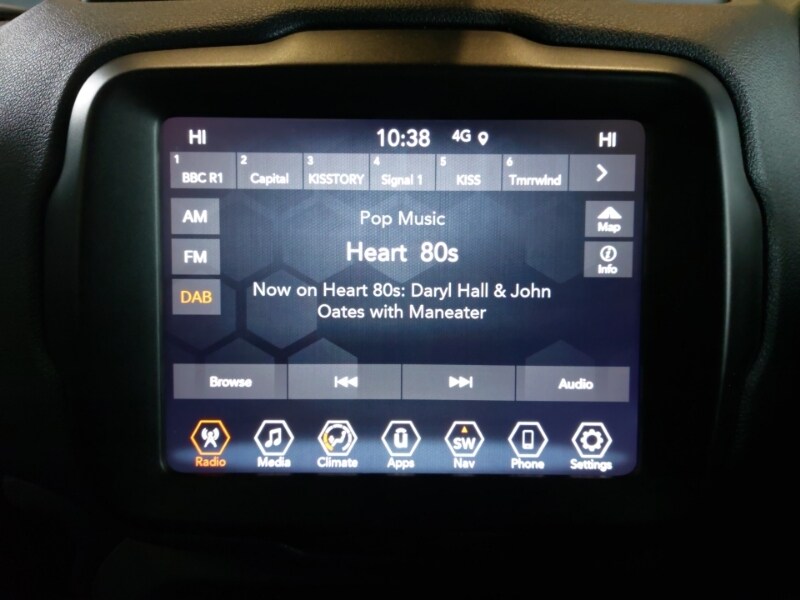 HI 10:38 4G HI
1 BBC R1 2 Capital 3 KISSTORY 4 Signal 1 5 KISS 6 Tmrrwlnd >
AM
FM
DAB
Pop Music
Heart 80s
Now on Heart 80s: Daryl Hall & John
Oates with Maneater
Map
i
Info
Browse Audio
SW
Radio Media Climate Apps Nav Phone Settings